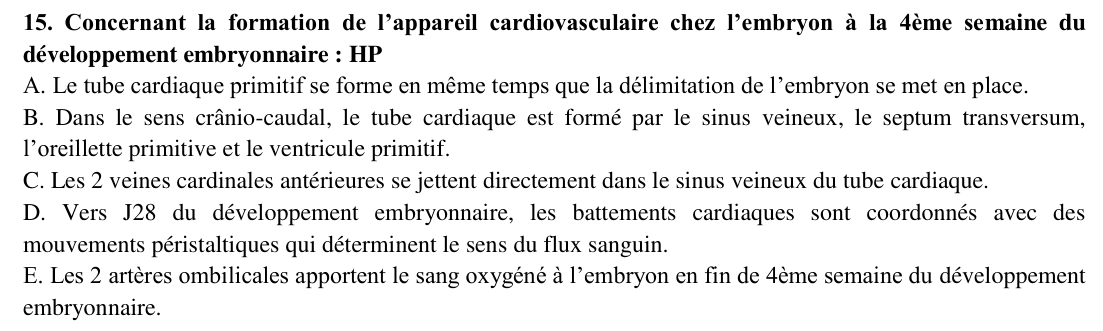 15. Concernant la formation de l’appareil cardiovasculaire chez l’embryon à la 4ème semaine du
développement embryonnaire : HP
A. Le tube cardiaque primitif se forme en même temps que la délimitation de l’embryon se met en place.
B. Dans le sens crânio-caudal, le tube cardiaque est formé par le sinus veineux, le septum transversum,
l’oreillette primitive et le ventricule primitif.
C. Les 2 veines cardinales antérieures se jettent directement dans le sinus veineux du tube cardiaque.
D. Vers J28 du développement embryonnaire, les battements cardiaques sont coordonnés avec des
mouvements péristaltiques qui déterminent le sens du flux sanguin.
E. Les 2 artères ombilicales apportent le sang oxygéné à l’embryon en fin de 4ème semaine du développement
embryonnaire.